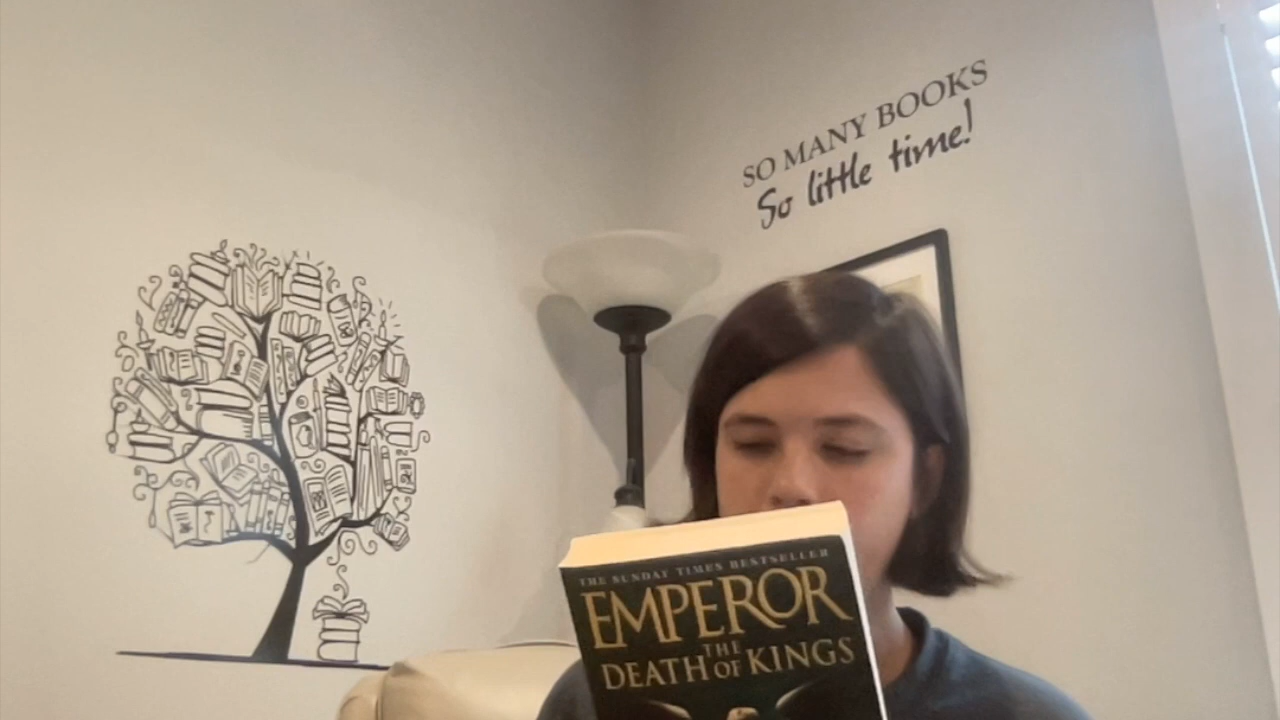 SO MANY BOOKS
So little time!
THE SUNDAY TIMES BESTSELLER
EMPEROR
THE
DEATH OF KINGS